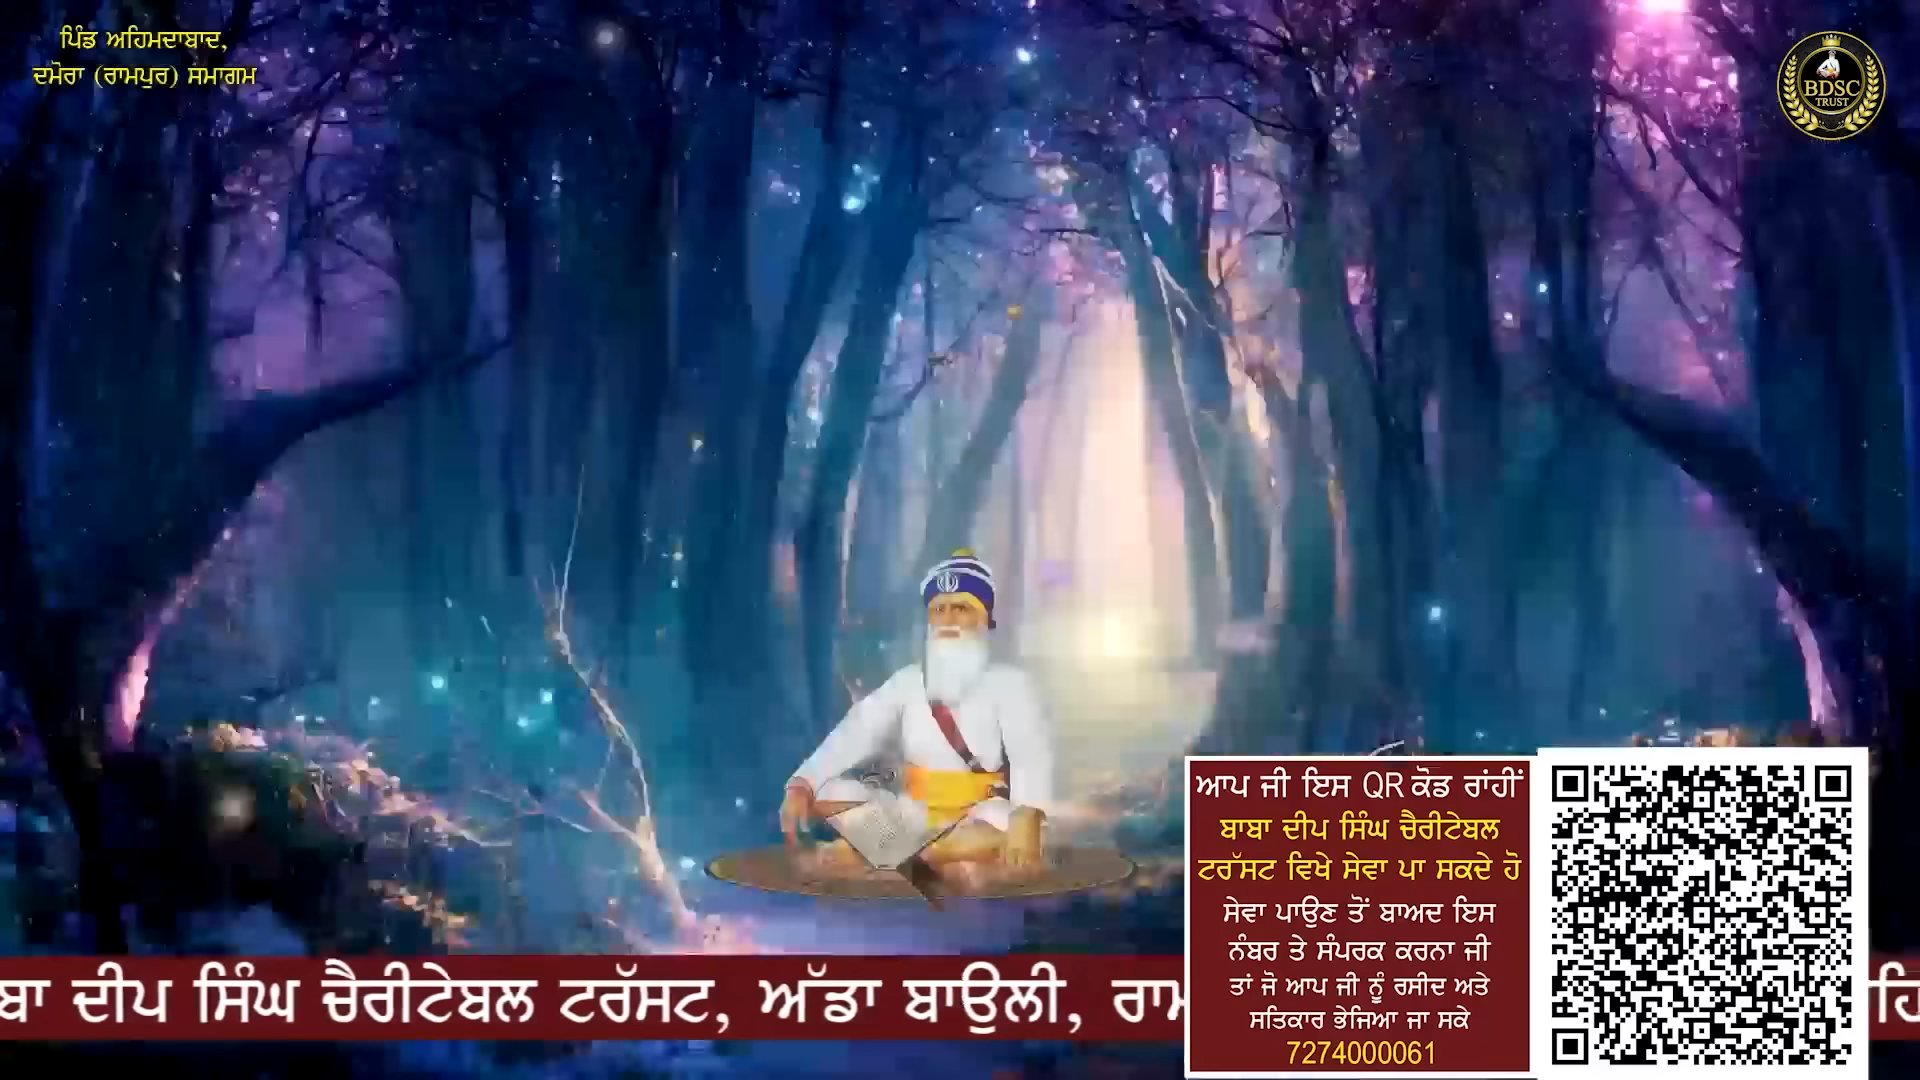 ਪਿੰਡ ਅਹਿਮਦਾਬਾਦ,
ਦਮੋਰਾ (ਰਾਮਪੁਰ) ਸਮਾਗਮ
BDSC
TRUST
ਆਪ ਜੀ ਇਸ QR ਕੋਡ ਰਾਂਹੀਂ
ਬਾਬਾ ਦੀਪ ਸਿੰਘ ਚੈਰੀਟੇਬਲ
ਟਰੱਸਟ ਵਿਖੇ ਸੇਵਾ ਪਾ ਸਕਦੇ ਹੋ
ਸੇਵਾ ਪਾਉਣ ਤੋਂ ਬਾਅਦ ਇਸ
ਨੰਬਰ ਤੇ ਸੰਪਰਕ ਕਰਨਾ ਜੀ
ਤਾਂ ਜੋ ਆਪ ਜੀ ਨੂੰ ਰਸੀਦ ਅਤੇ
ਸਤਿਕਾਰ ਭੇਜਿਆ ਜਾ ਸਕੇ
7274000061
ਬਾ ਦੀਪ ਸਿੰਘ ਚੈਰੀਟੇਬਲ ਟਰੱਸਟ, ਅੱਡਾ ਬਾਉਲੀ, ਰਾਮ